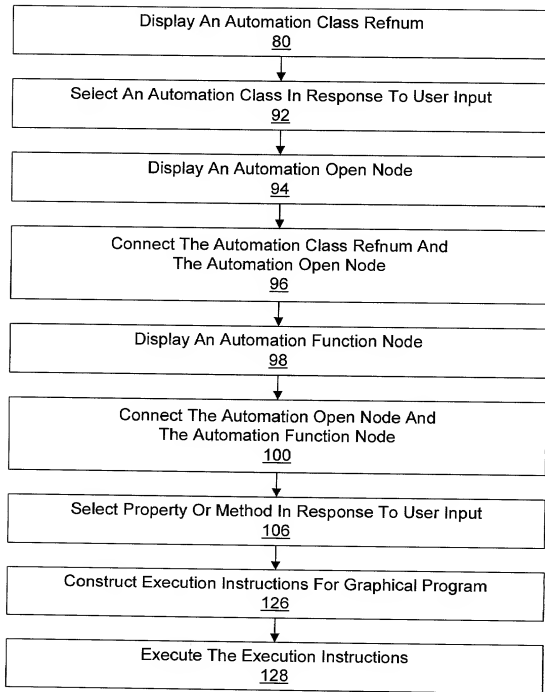 Display An Automation Class Refnum
80
Select An Automation Class In Response To User Input
92
Display An Automation Open Node
94
Connect The Automation Class Refnum And
The Automation Open Node
96
Display An Automation Function Node
98
Connect The Automation Open Node And
The Automation Function Node
100
Select Property Or Method In Response To User Input
106
Construct Execution Instructions For Graphical Program
126
Execute The Execution Instructions
128